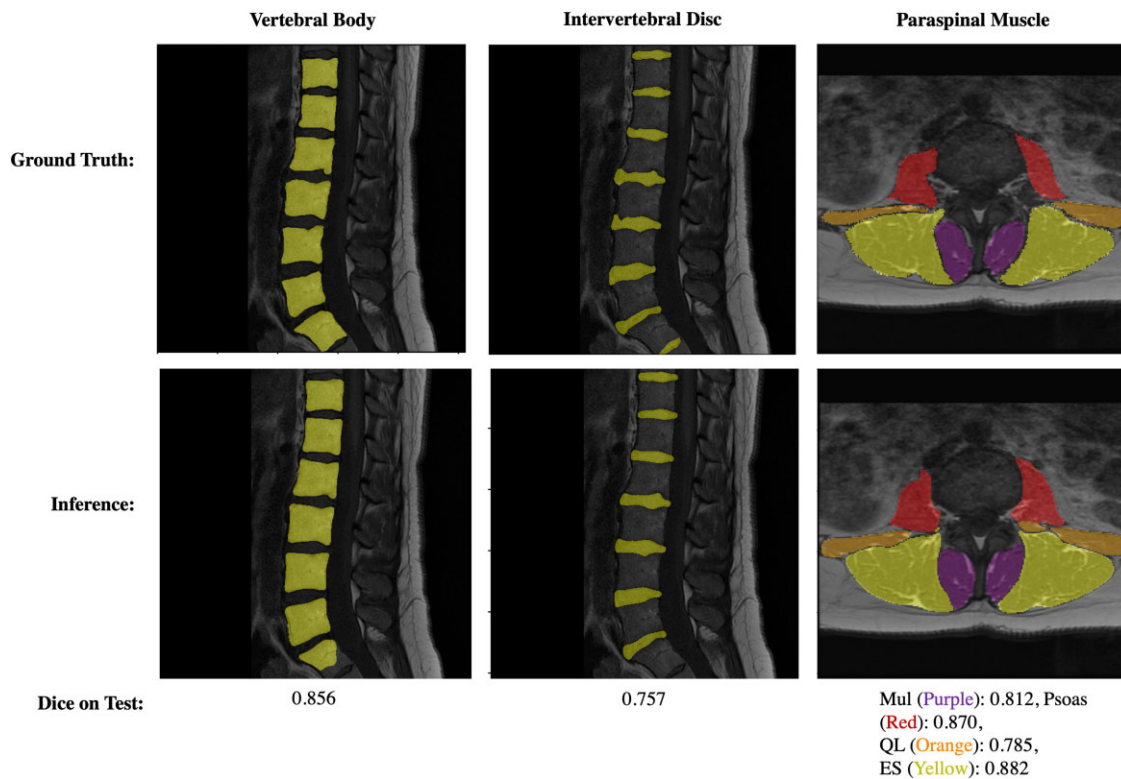 Vertebral Body
Intervertebral Disc
Paraspinal Muscle
Ground Truth:
Inference:
Dice on Test:
0.856
0.757
Mul (Purple): 0.812, Psoas
(Red): 0.870,
QL (Orange): 0.785,
ES (Yellow): 0.882